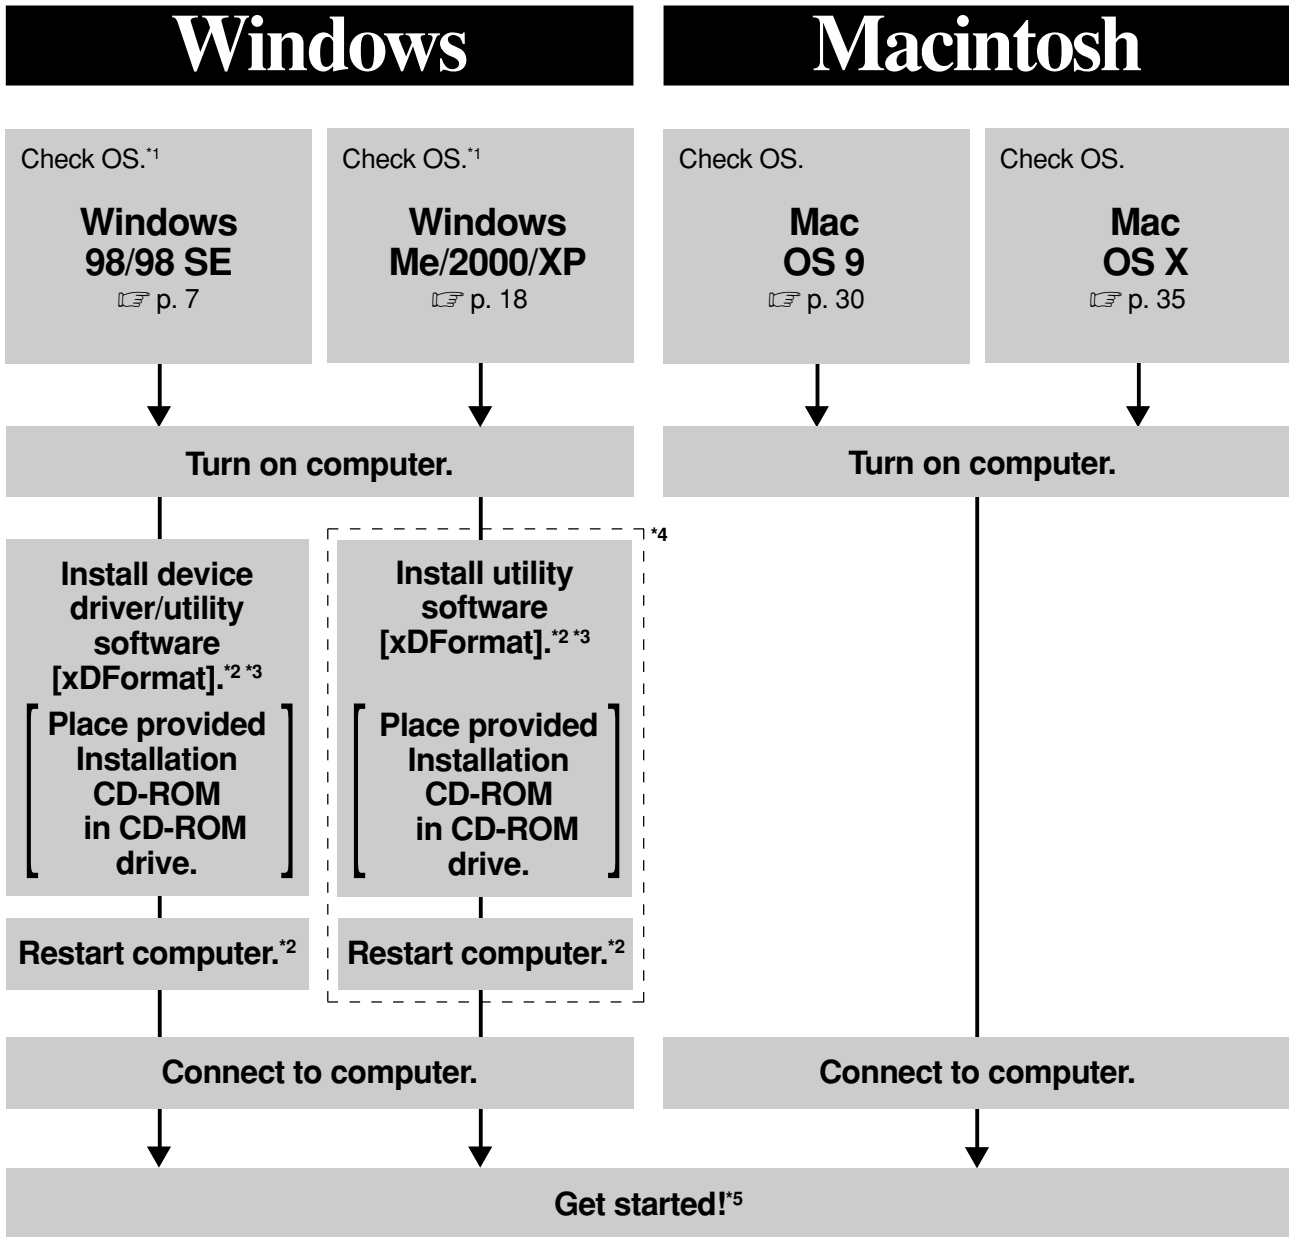 Windows
Macintosh
Check OS.*1
Windows
98/98 SE
☞ p. 7
Check OS.*1
Windows
Me/2000/XP
☞ p. 18
Check OS.
Mac
OS 9
☞ p. 30
Check OS.
Mac
OS X
☞ p. 35
Turn on computer.
Turn on computer.
Install device
driver/utility
software
[xDFormat].*2 *3
Place provided
Installation
CD-ROM
in CD-ROM
drive.
Restart computer.*2
*4
Install utility
software
[xDFormat].*2 *3
Place provided
Installation
CD-ROM
in CD-ROM
drive.
Restart computer.*2
Connect to computer.
Connect to computer.
Get started!*5